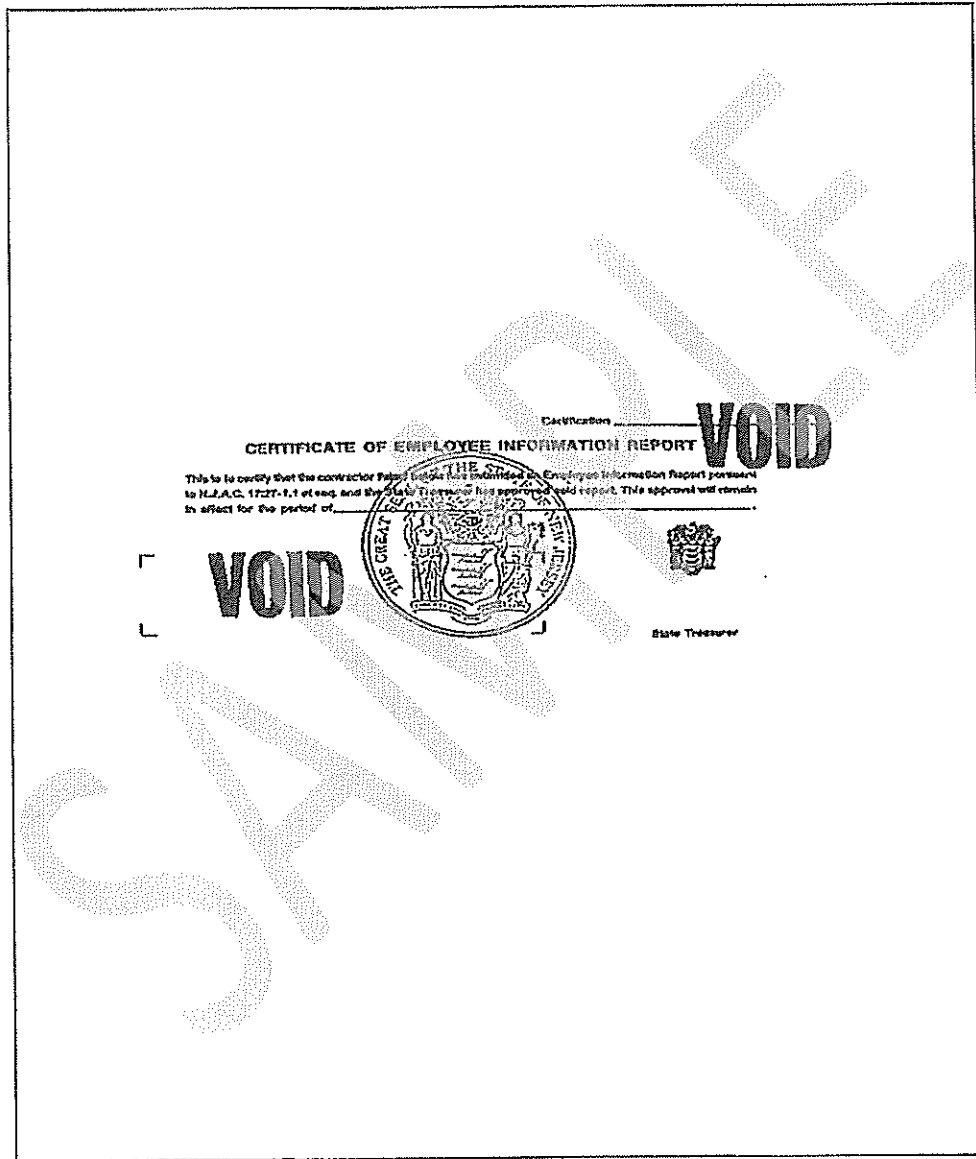 SAMPLE
Certification
VOID
CERTIFICATE OF EMPLOYEE INFORMATION REPORT
This is to certify that the contractor listed below has submitted an Employee Information Report pursuant
to N.J.A.C. 17:27-1.1 et seq. and the State Treasurer has approved said report. This approval will remain
in effect for the period of
THE GREAT SEAL OF THE STATE OF NEW JERSEY
VOID
State Treasurer